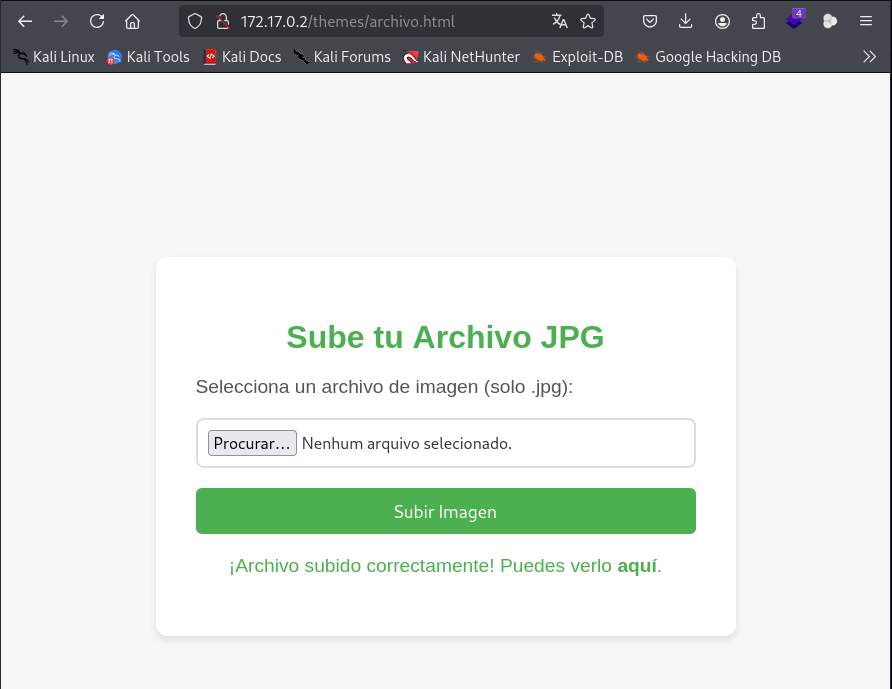 172.17.0.2/themes/archivo.html
4
Kali Linux Kali Tools Kali Docs Kali Forums Kali NetHunter Exploit-DB Google Hacking DB
Sube tu Archivo JPG
Selecciona un archivo de imagen (solo .jpg):
Procurar... Nenhum arquivo selecionado.
Subir Imagen
¡Archivo subido correctamente! Puedes verlo aquí.